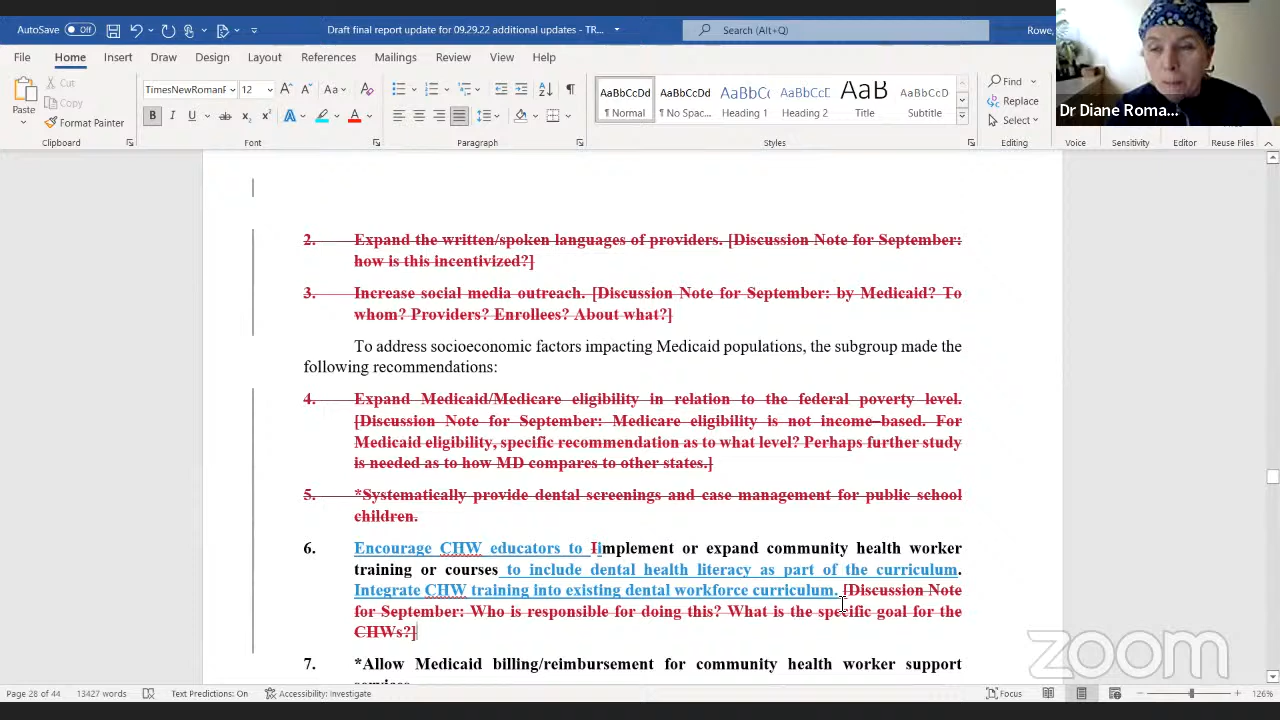 AutoSave Off Draft final report update for 09.29.22 additional updates - TR... Search (Alt+Q) Rowe,
File Home Insert Draw Design Layout References Mailings Review View Help
Dr Diane Roma...
Paste Cut Copy Format Painter
TimesNewRomanF 12
AaBbCcDd AaBbCcDd AaBbCc AaBbCcE AaB AaBbCcD
¶ Normal ¶ No Spac... Heading 1 Heading 2 Title Subtitle
Find Replace Select
Clipboard Font Paragraph Styles Editing Voice Sensitivity Editor Reuse Files
2. Expand the written/spoken languages of providers. [Discussion Note for September:
how is this incentivized?]
3. Increase social media outreach. [Discussion Note for September: by Medicaid? To
whom? Providers? Enrollees? About what?]
To address socioeconomic factors impacting Medicaid populations, the subgroup made the
following recommendations:
4. Expand Medicaid/Medicare eligibility in relation to the federal poverty level.
[Discussion Note for September: Medicare eligibility is not income–based. For
Medicaid eligibility, specific recommendation as to what level? Perhaps further study
is needed as to how MD compares to other states.]
5. *Systematically provide dental screenings and case management for public school
children.
6. Encourage CHW educators to Iimplement or expand community health worker
training or courses to include dental health literacy as part of the curriculum.
Integrate CHW training into existing dental workforce curriculum. [Discussion Note
for September: Who is responsible for doing this? What is the specific goal for the
CHWs?]
7. *Allow Medicaid billing/reimbursement for community health worker support
zoom
Page 28 of 44 13427 words Text Predictions: On Accessibility: Investigate Focus 126%